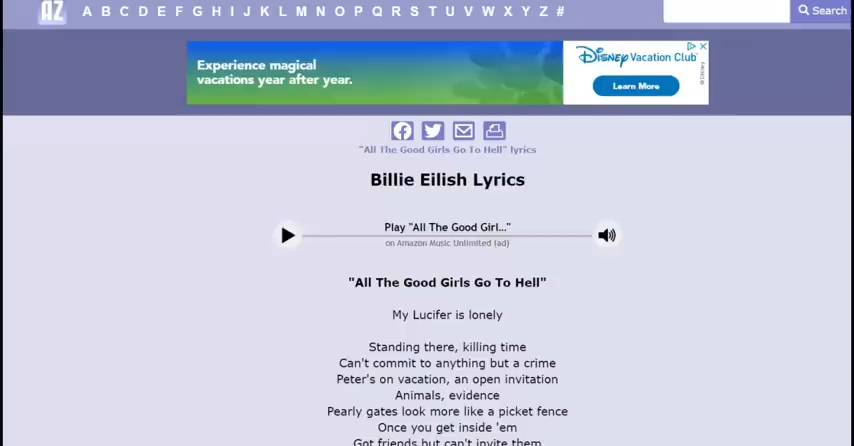 AZ A B C D E F G H I J K L M N O P Q R S T U V W X Y Z # Search
Experience magical
vacations year after year.
Disney Vacation Club
Learn More
©Disney
"All The Good Girls Go To Hell" lyrics
Billie Eilish Lyrics
Play "All The Good Girl..."
on Amazon Music Unlimited (ad)
"All The Good Girls Go To Hell"
My Lucifer is lonely
Standing there, killing time
Can't commit to anything but a crime
Peter's on vacation, an open invitation
Animals, evidence
Pearly gates look more like a picket fence
Once you get inside 'em
Got friends but can't invite them